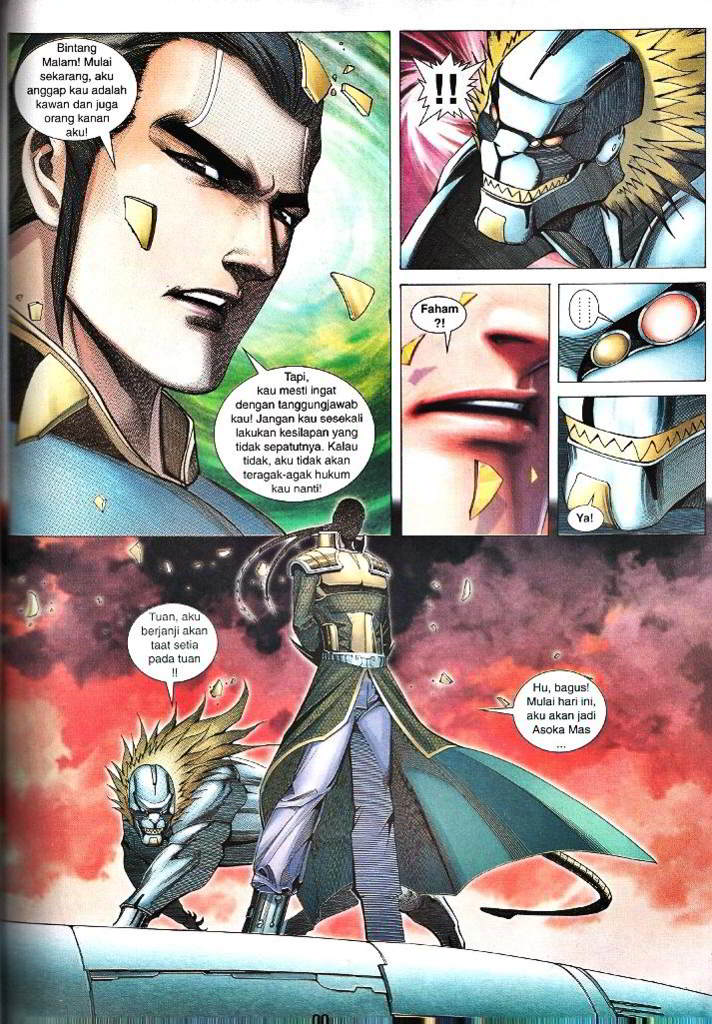 Bintang
Malam! Mulai
sekarang, aku
anggap kau adalah
kawan dan juga
orang kanan
aku!
Tapi,
kau mesti ingat
dengan tanggungjawab
kau! Jangan kau sesekali
lakukan kesilapan yang
tidak sepatutnya. Kalau
tidak, aku tidak akan
teragak-agak hukum
kau nanti!
!!
Faham
?!
......
Ya!
Tuan, aku
berjanji akan
taat setia
pada tuan
!!
Hu, bagus!
Mulai hari ini,
aku akan jadi
Asoka Mas
...